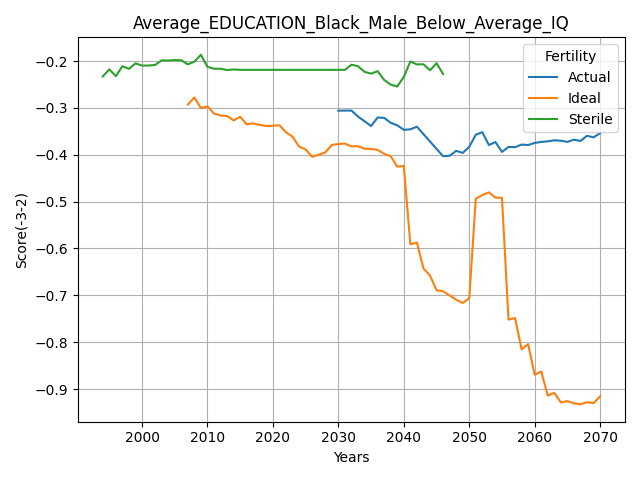 Average_EDUCATION_Black_Male_Below_Average_IQ
Fertility
Actual
Ideal
Sterile
Score(-3-2)
−0.2
−0.3
−0.4
−0.5
−0.6
−0.7
−0.8
−0.9
2000
2010
2020
2030
2040
2050
2060
2070
Years